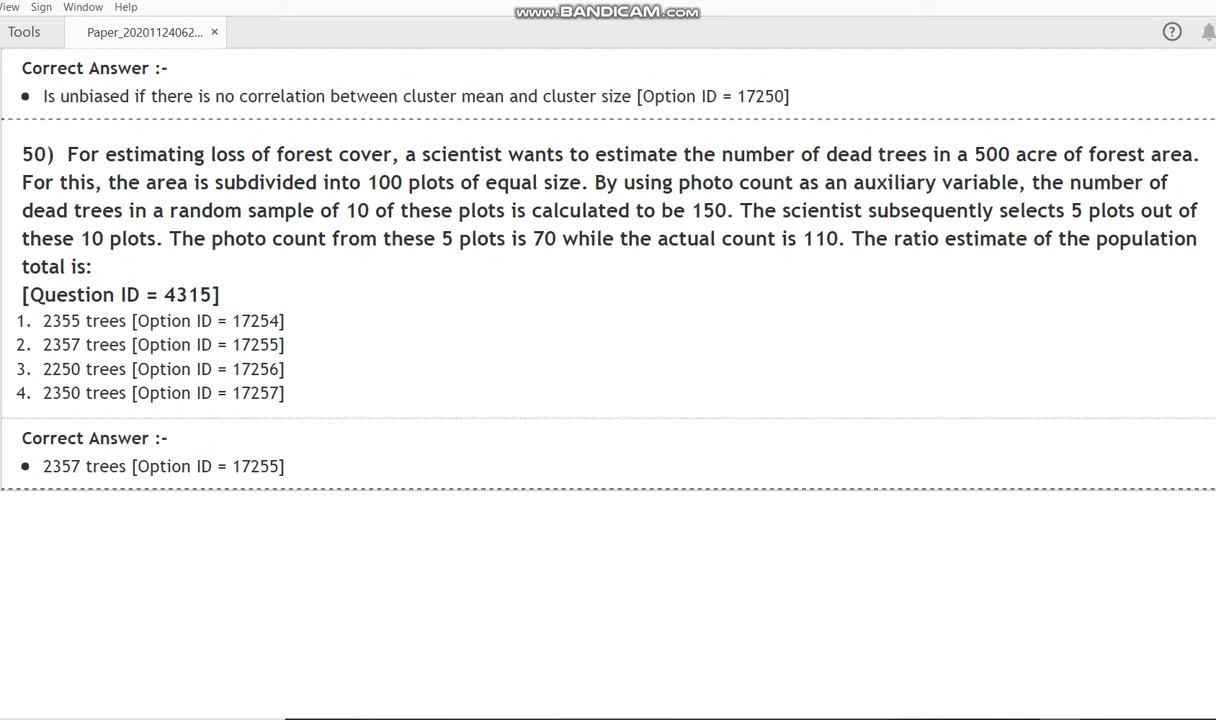 View Sign Window Help
www.BANDICAM.com
Tools Paper_20201124062... × ?
Correct Answer :-
• Is unbiased if there is no correlation between cluster mean and cluster size [Option ID = 17250]
50) For estimating loss of forest cover, a scientist wants to estimate the number of dead trees in a 500 acre of forest area.
For this, the area is subdivided into 100 plots of equal size. By using photo count as an auxiliary variable, the number of
dead trees in a random sample of 10 of these plots is calculated to be 150. The scientist subsequently selects 5 plots out of
these 10 plots. The photo count from these 5 plots is 70 while the actual count is 110. The ratio estimate of the population
total is:
[Question ID = 4315]
1. 2355 trees [Option ID = 17254]
2. 2357 trees [Option ID = 17255]
3. 2250 trees [Option ID = 17256]
4. 2350 trees [Option ID = 17257]
Correct Answer :-
• 2357 trees [Option ID = 17255]